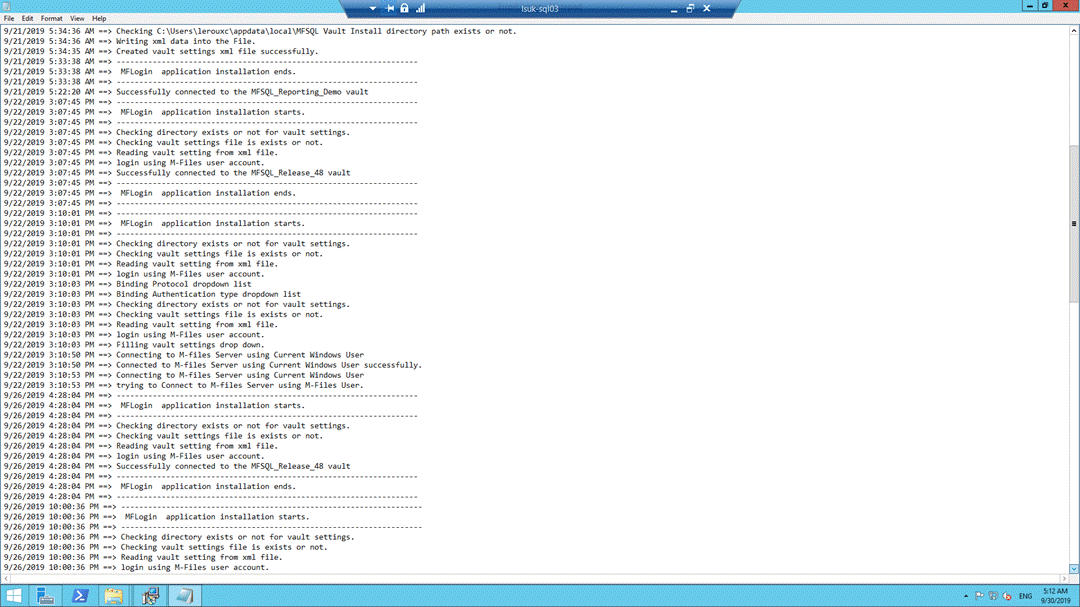 lsuk-sql03
File Edit Format View Help
9/21/2019 5:34:36 AM ==> Checking C:\Users\lerouxc\appdata\local\MFSQL Vault Install directory path exists or not.
9/21/2019 5:34:36 AM ==> Writing xml data into the File.
9/21/2019 5:34:35 AM ==> Created vault settings xml file successfully.
9/21/2019 5:33:38 AM ==> -------------------------------------------------------------------
9/21/2019 5:33:38 AM ==>  MFLogin  application installation ends.
9/21/2019 5:33:38 AM ==> -------------------------------------------------------------------
9/21/2019 5:22:20 AM ==> Successfully connected to the MFSQL_Reporting_Demo vault
9/22/2019 3:07:45 PM ==> -------------------------------------------------------------------
9/22/2019 3:07:45 PM ==>  MFLogin  application installation starts.
9/22/2019 3:07:45 PM ==> -------------------------------------------------------------------
9/22/2019 3:07:45 PM ==> Checking directory exists or not for vault settings.
9/22/2019 3:07:45 PM ==> Checking vault settings file is exists or not.
9/22/2019 3:07:45 PM ==> Reading vault setting from xml file.
9/22/2019 3:07:45 PM ==> login using M-Files user account.
9/22/2019 3:07:45 PM ==> Successfully connected to the MFSQL_Release_48 vault
9/22/2019 3:07:45 PM ==> -------------------------------------------------------------------
9/22/2019 3:07:45 PM ==>  MFLogin  application installation ends.
9/22/2019 3:07:45 PM ==> -------------------------------------------------------------------
9/22/2019 3:10:01 PM ==> -------------------------------------------------------------------
9/22/2019 3:10:01 PM ==>  MFLogin  application installation starts.
9/22/2019 3:10:01 PM ==> -------------------------------------------------------------------
9/22/2019 3:10:01 PM ==> Checking directory exists or not for vault settings.
9/22/2019 3:10:01 PM ==> Checking vault settings file is exists or not.
9/22/2019 3:10:01 PM ==> Reading vault setting from xml file.
9/22/2019 3:10:01 PM ==> login using M-Files user account.
9/22/2019 3:10:03 PM ==> Binding Protocol dropdown list
9/22/2019 3:10:03 PM ==> Binding Authentication type dropdown list
9/22/2019 3:10:03 PM ==> Checking directory exists or not for vault settings.
9/22/2019 3:10:03 PM ==> Checking vault settings file is exists or not.
9/22/2019 3:10:03 PM ==> Reading vault setting from xml file.
9/22/2019 3:10:03 PM ==> login using M-Files user account.
9/22/2019 3:10:03 PM ==> Filling vault settings drop down.
9/22/2019 3:10:50 PM ==> Connecting to M-files Server using Current Windows User
9/22/2019 3:10:50 PM ==> Connected to M-files Server using Current Windows User successfully.
9/22/2019 3:10:53 PM ==> Connecting to M-files Server using Current Windows User
9/22/2019 3:10:53 PM ==> trying to Connect to M-files Server using M-Files User.
9/26/2019 4:28:04 PM ==> -------------------------------------------------------------------
9/26/2019 4:28:04 PM ==>  MFLogin  application installation starts.
9/26/2019 4:28:04 PM ==> -------------------------------------------------------------------
9/26/2019 4:28:04 PM ==> Checking directory exists or not for vault settings.
9/26/2019 4:28:04 PM ==> Checking vault settings file is exists or not.
9/26/2019 4:28:04 PM ==> Reading vault setting from xml file.
9/26/2019 4:28:04 PM ==> login using M-Files user account.
9/26/2019 4:28:04 PM ==> Successfully connected to the MFSQL_Release_48 vault
9/26/2019 4:28:04 PM ==> -------------------------------------------------------------------
9/26/2019 4:28:04 PM ==>  MFLogin  application installation ends.
9/26/2019 4:28:04 PM ==> -------------------------------------------------------------------
9/26/2019 10:00:36 PM ==> -------------------------------------------------------------------
9/26/2019 10:00:36 PM ==>  MFLogin  application installation starts.
9/26/2019 10:00:36 PM ==> -------------------------------------------------------------------
9/26/2019 10:00:36 PM ==> Checking directory exists or not for vault settings.
9/26/2019 10:00:36 PM ==> Checking vault settings file is exists or not.
9/26/2019 10:00:36 PM ==> Reading vault setting from xml file.
9/26/2019 10:00:36 PM ==> login using M-Files user account.
ENG
5:12 AM
9/30/2019